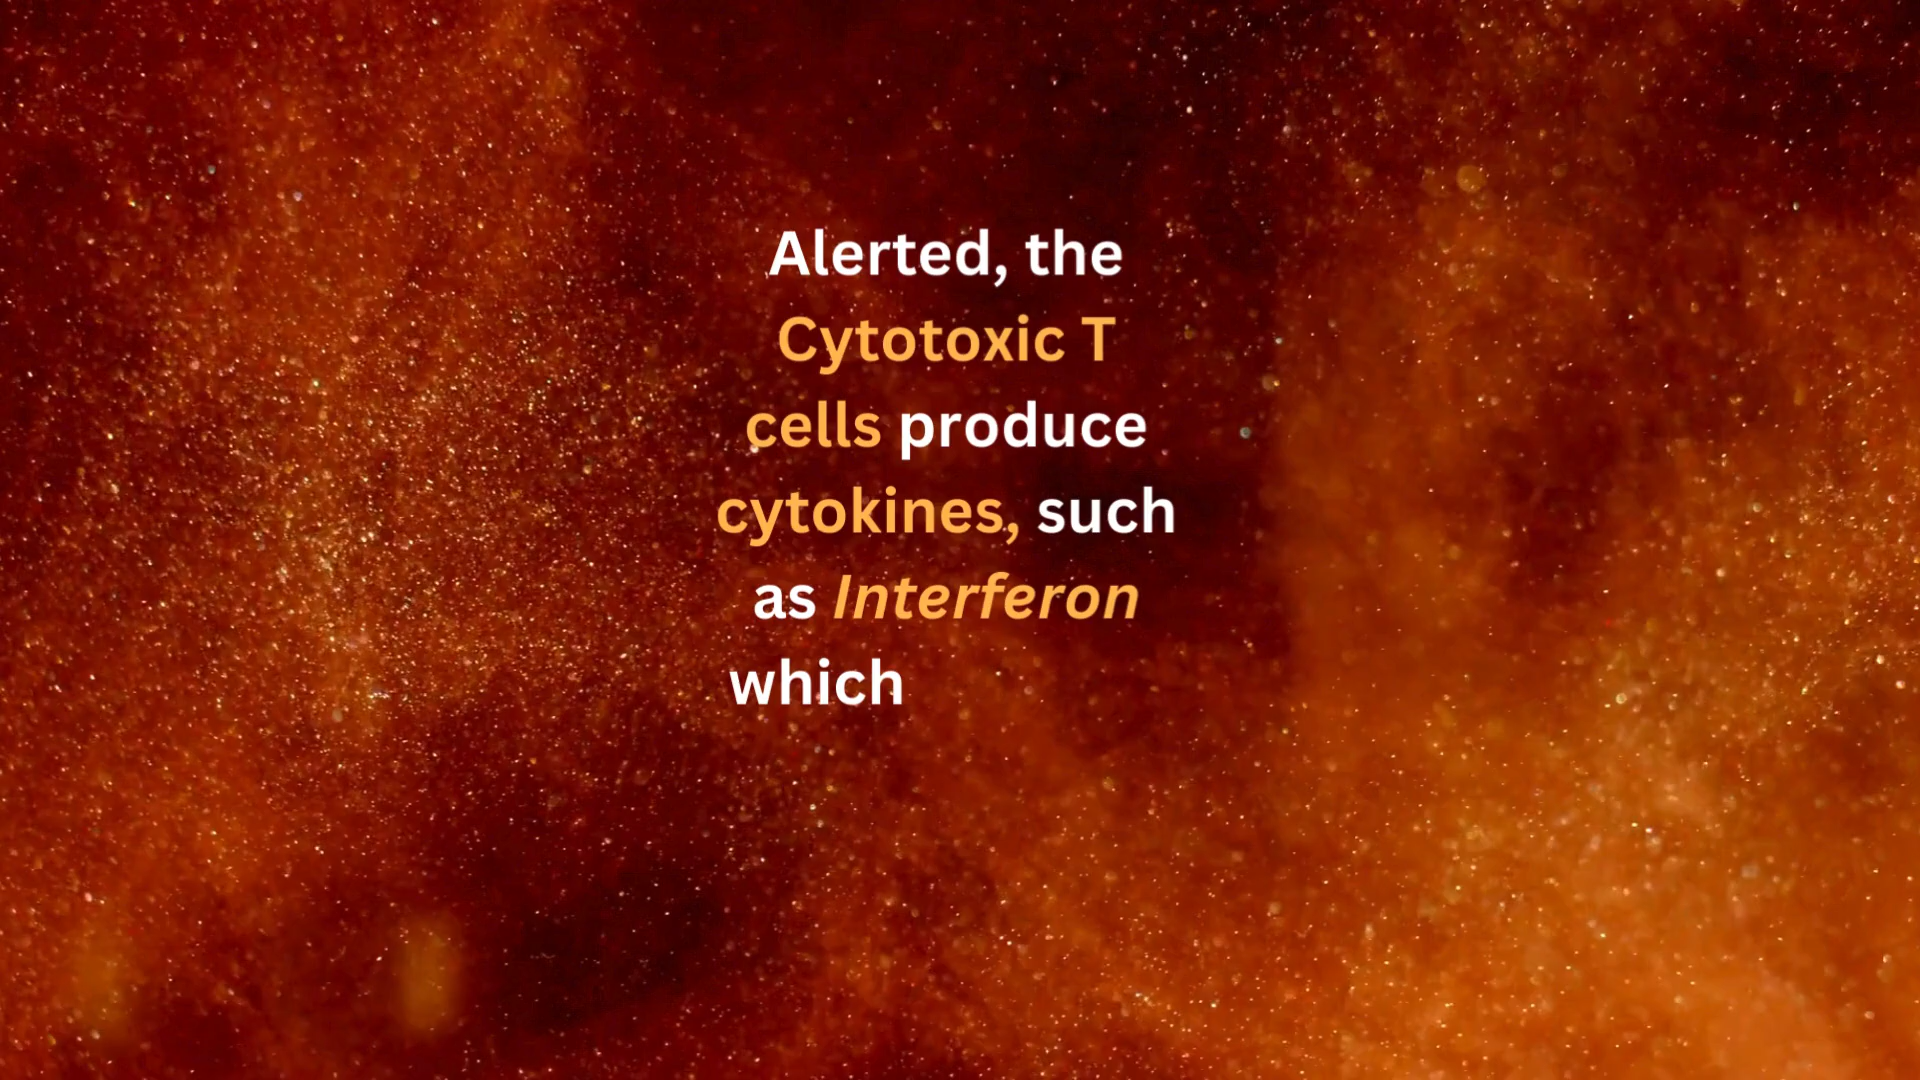 Alerted, the
Cytotoxic T
cells produce
cytokines, such
as Interferon
which